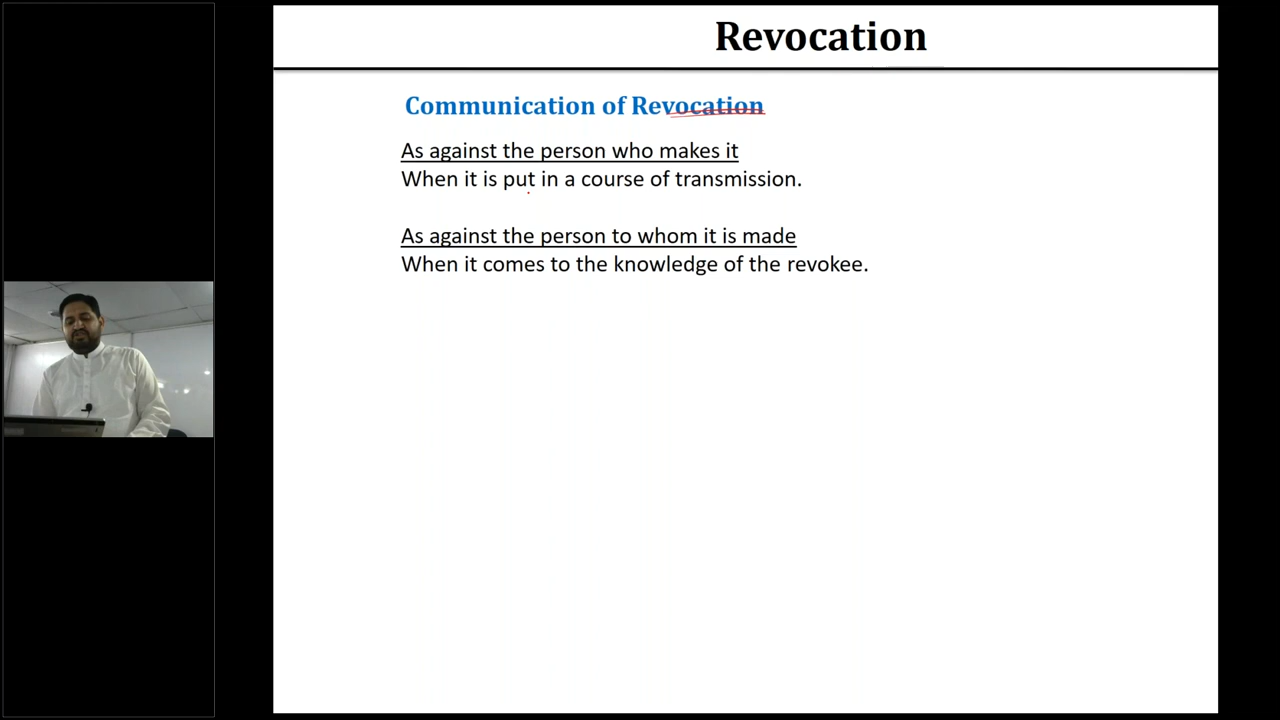 Revocation
Communication of Revocation
As against the person who makes it
When it is put in a course of transmission.
As against the person to whom it is made
When it comes to the knowledge of the revokee.